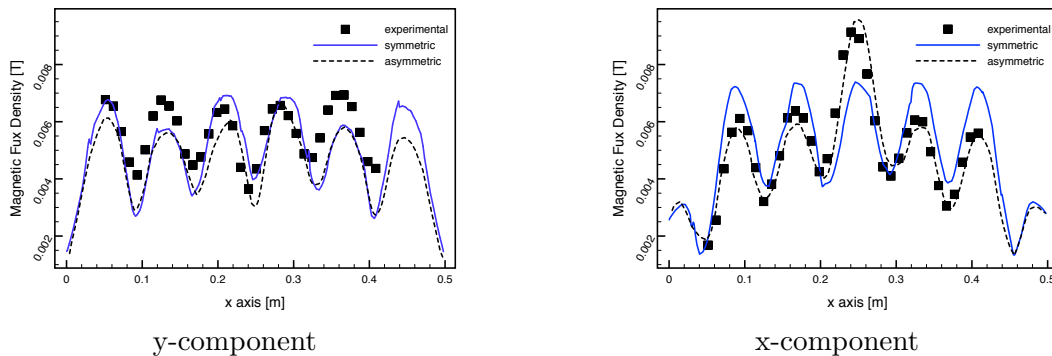 experimental
symmetric
asymmetric
Magnetic Flux Density [T]
0.008
0.006
0.004
0.002
0
0.1
0.2
0.3
0.4
0.5
x axis [m]
y-component
experimental
symmetric
asymmetric
Magnetic Flux Density [T]
0.008
0.006
0.004
0.002
0
0.1
0.2
0.3
0.4
0.5
x axis [m]
x-component